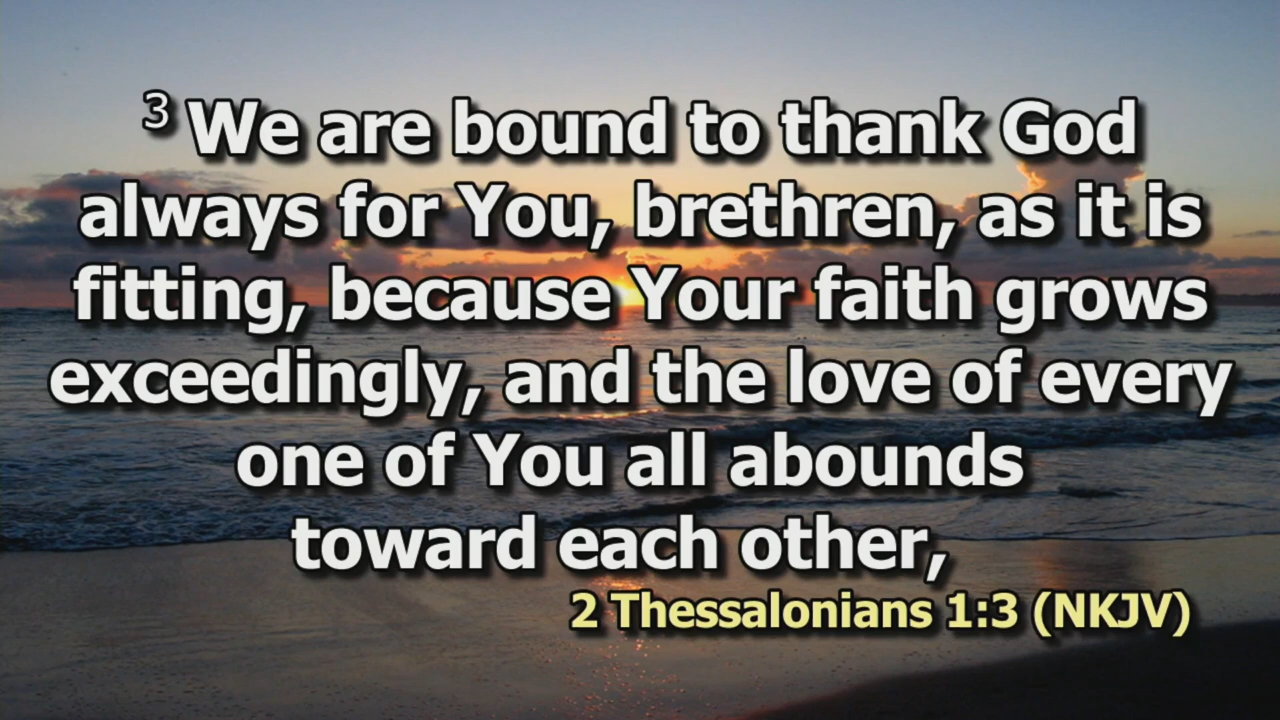 3 We are bound to thank God
always for You, brethren, as it is
fitting, because Your faith grows
exceedingly, and the love of every
one of You all abounds
toward each other,
2 Thessalonians 1:3 (NKJV)